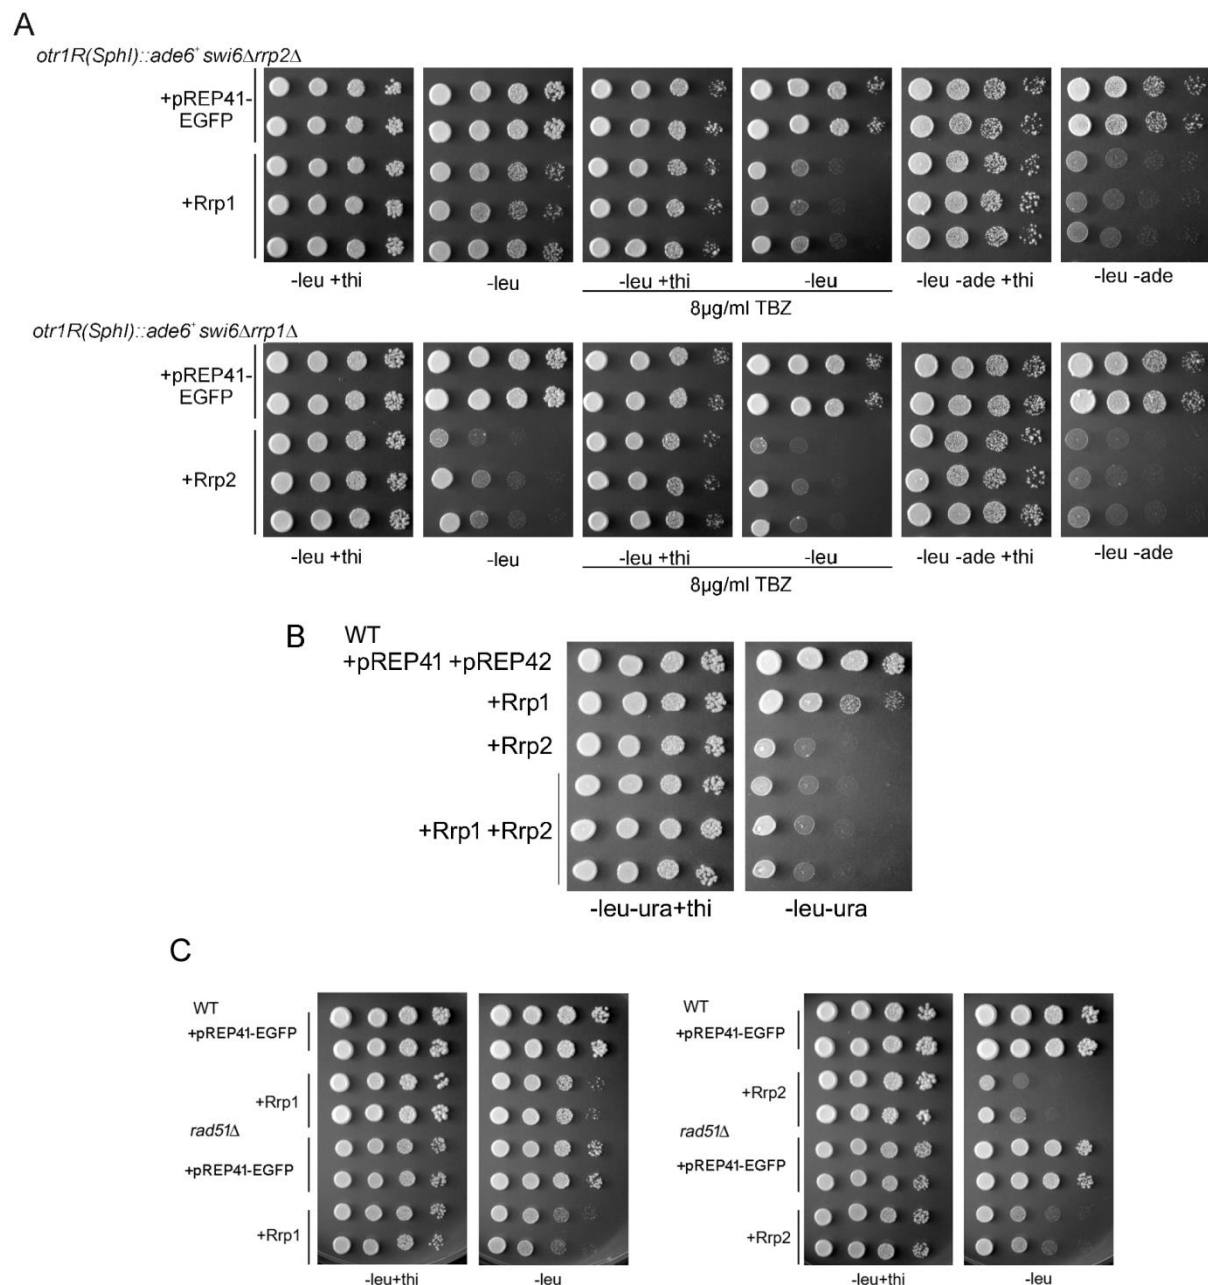 A
otr1R(SphI)::ade6⁺ swi6Δrrp2Δ
+pREP41-
EGFP
+Rrp1
-leu +thi
-leu
-leu +thi
-leu
-leu -ade +thi
-leu -ade
8µg/ml TBZ
otr1R(SphI)::ade6⁺ swi6Δrrp1Δ
+pREP41-
EGFP
+Rrp2
-leu +thi
-leu
-leu +thi
-leu
-leu -ade +thi
-leu -ade
8µg/ml TBZ
B
WT
+pREP41 +pREP42
+Rrp1
+Rrp2
+Rrp1 +Rrp2
-leu-ura+thi
-leu-ura
C
WT
+pREP41-EGFP
+Rrp1
rad51Δ
+pREP41-EGFP
+Rrp1
-leu+thi
-leu
WT
+pREP41-EGFP
+Rrp2
rad51Δ
+pREP41-EGFP
+Rrp2
-leu+thi
-leu